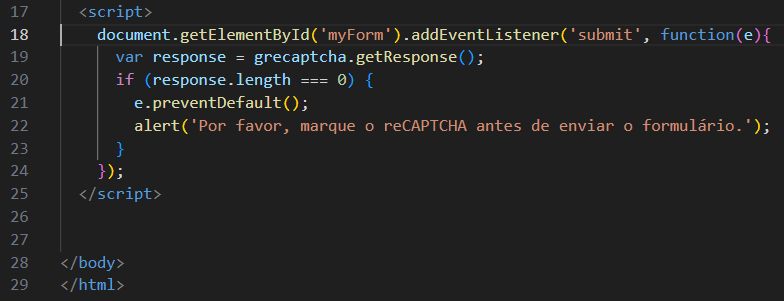 17 <script>
18 document.getElementById('myForm').addEventListener('submit', function(e){
19 var response = grecaptcha.getResponse();
20 if (response.length === 0) {
21 e.preventDefault();
22 alert('Por favor, marque o reCAPTCHA antes de enviar o formulário.');
23 }
24 });
25 </script>
26
27
28 </body>
29 </html>